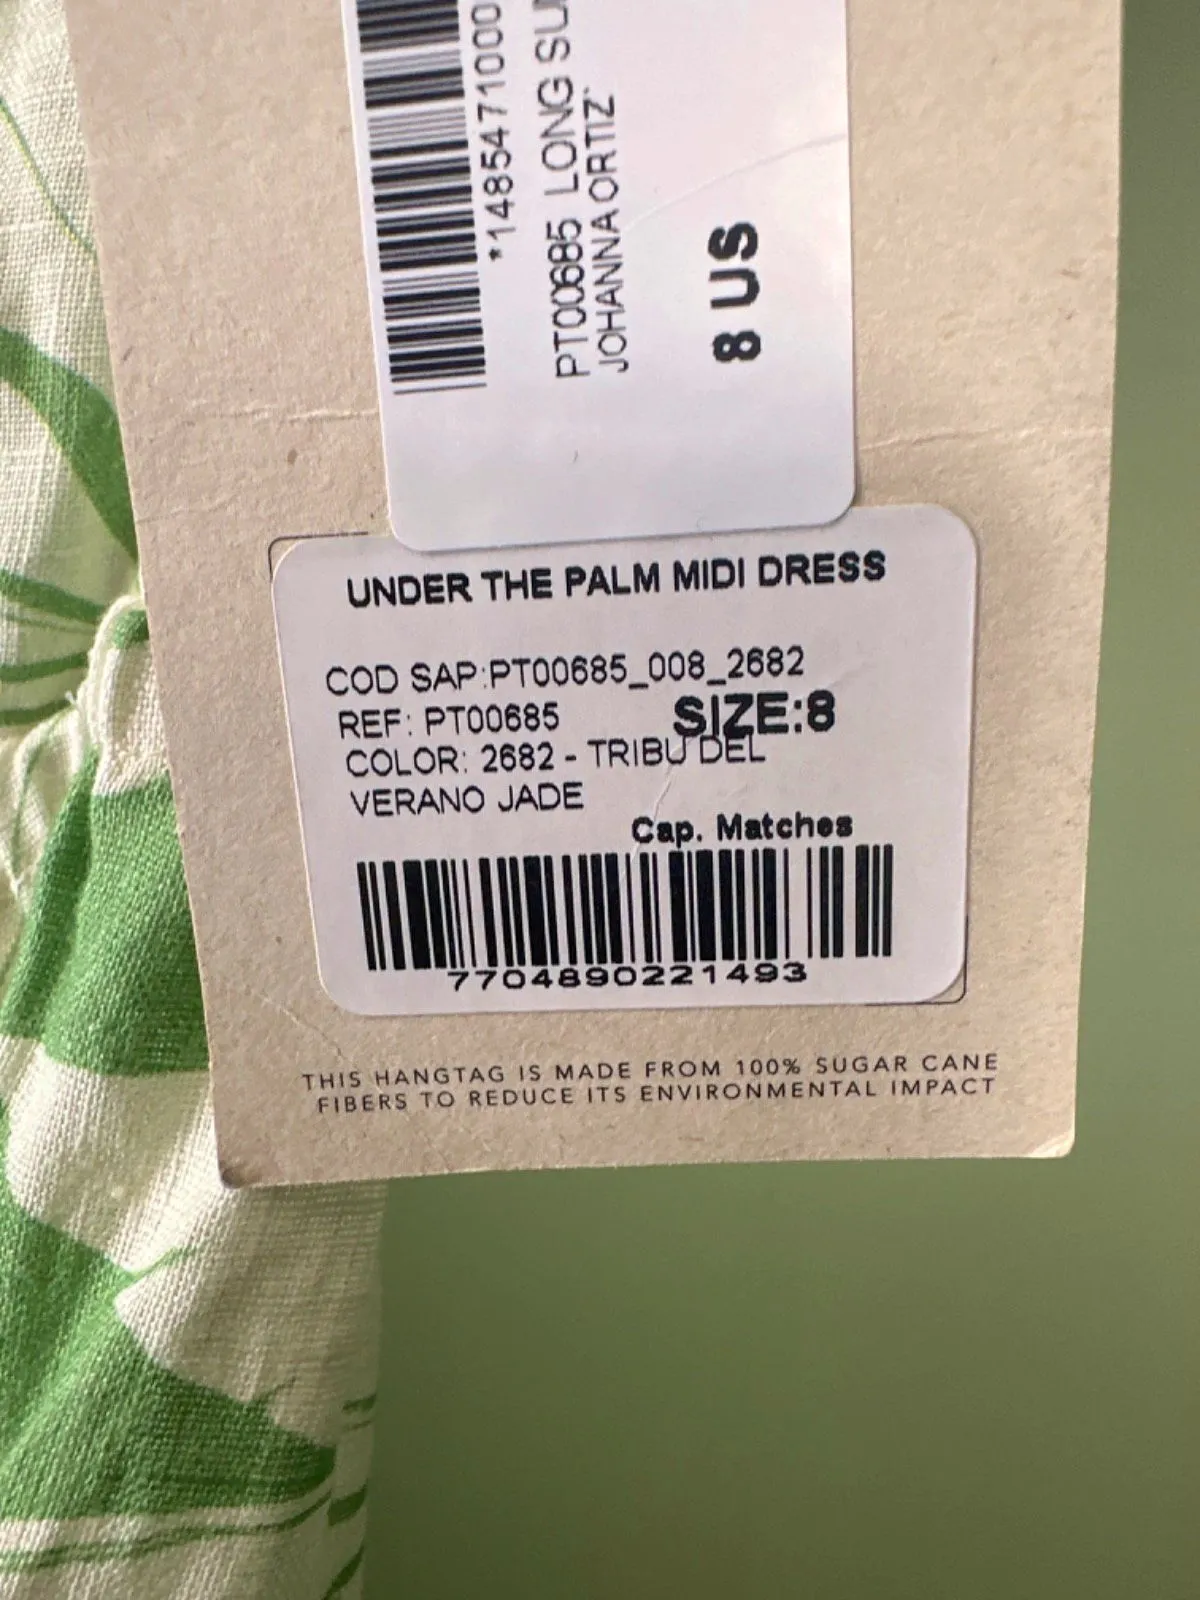 *1485471000
PT00685 LONG
JOHANNA ORTIZ
8 US
UNDER THE PALM MIDI DRESS
COD SAP:PT00685_008_2682
REF: PT00685 SIZE:8
COLOR: 2682 - TRIBU DEL
VERANO JADE
Cap. Matches
7704890221493
THIS HANGTAG IS MADE FROM 100% SUGAR CANE
FIBERS TO REDUCE ITS ENVIRONMENTAL IMPACT